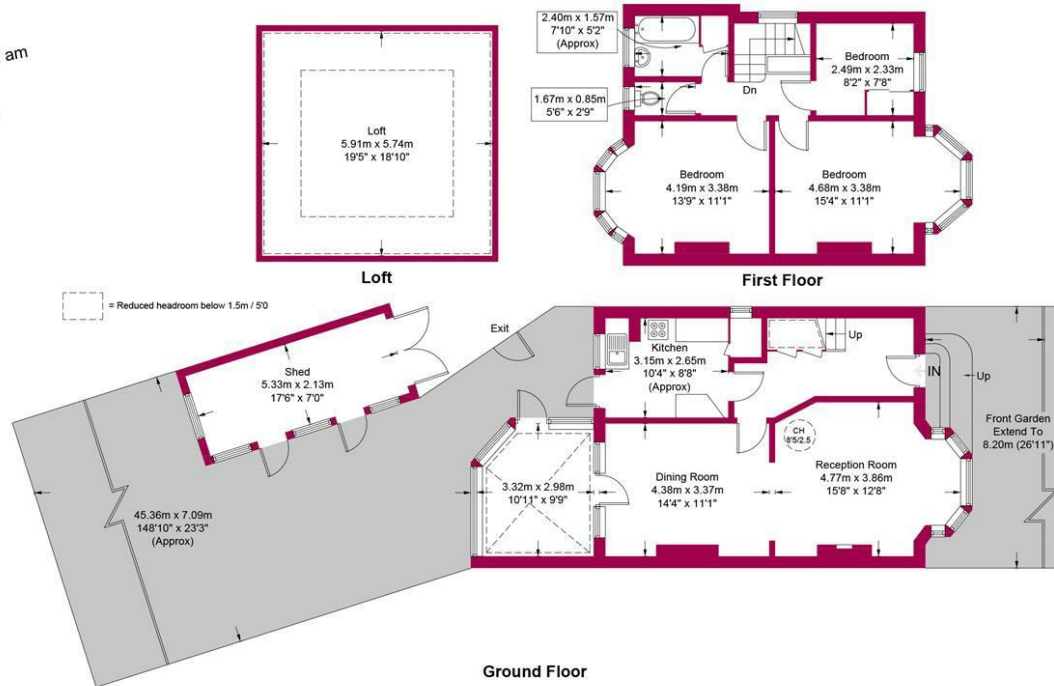 am
Loft
5.91m x 5.74m
19'5" x 18'10"
Loft
2.40m x 1.57m
7'10" x 5'2"
(Approx)
1.67m x 0.85m
5'6" x 2'9"
Dn
Bedroom
2.49m x 2.33m
8'2" x 7'8"
Bedroom
4.19m x 3.38m
13'9" x 11'1"
Bedroom
4.68m x 3.38m
15'4" x 11'1"
First Floor
= Reduced headroom below 1.5m / 5'0
Shed
5.33m x 2.13m
17'6" x 7'0"
Exit
Kitchen
3.15m x 2.65m
10'4" x 8'8"
(Approx)
Up
IN
Up
Front Garden
Extend To
8.20m (26'11")
45.36m x 7.09m
148'10" x 23'3"
(Approx)
3.32m x 2.98m
10'11" x 9'9"
Dining Room
4.38m x 3.37m
14'4" x 11'1"
CH
8'5/2.5
Reception Room
4.77m x 3.86m
15'8" x 12'8"
Ground Floor